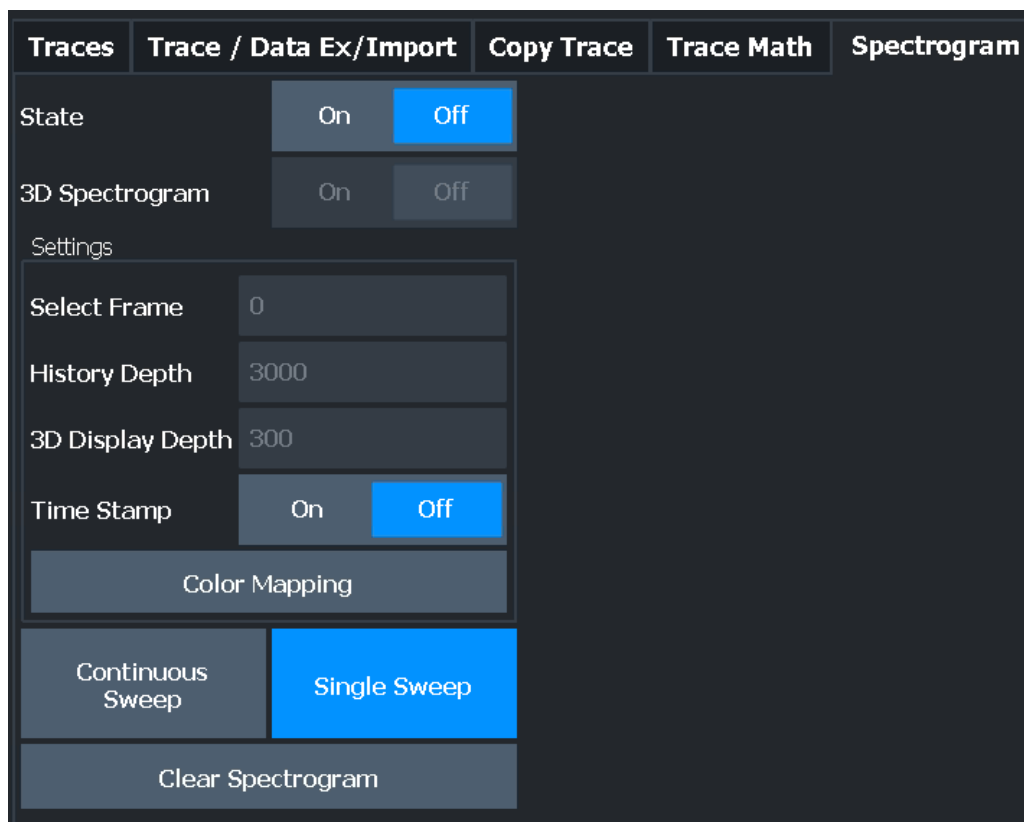 Traces Trace / Data Ex/Import Copy Trace Trace Math Spectrogram
State On Off
3D Spectrogram On Off
Settings
Select Frame 0
History Depth 3000
3D Display Depth 300
Time Stamp On Off
Color Mapping
Continuous
Sweep
Single Sweep
Clear Spectrogram